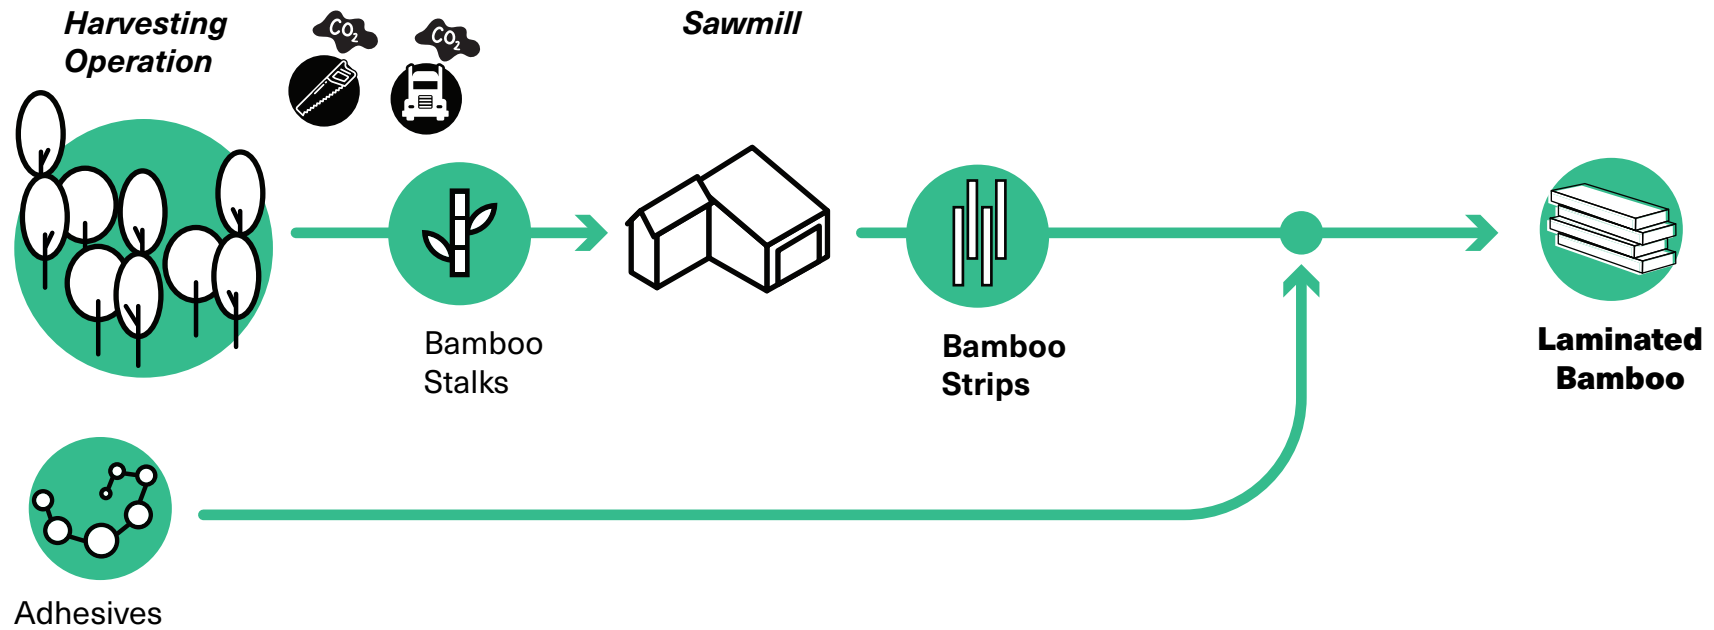 Harvesting
Operation
CO2
CO2
Sawmill
Bamboo
Stalks
Bamboo
Strips
Laminated
Bamboo
Adhesives